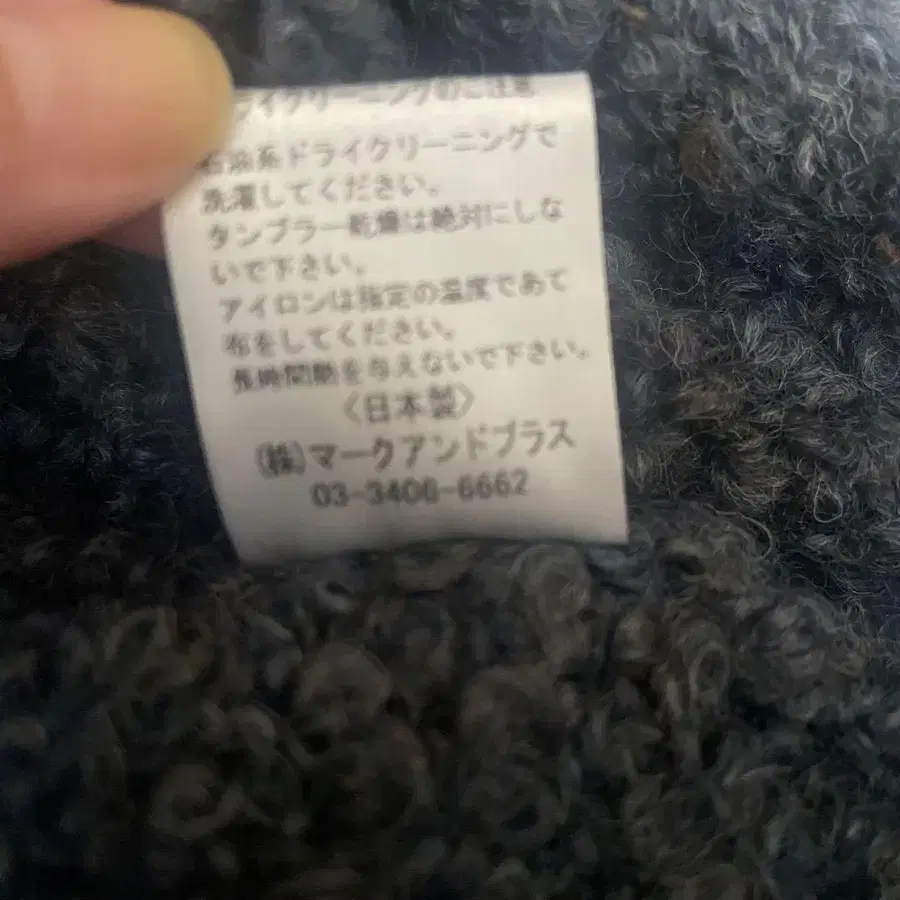 ライクリーニングのご注意
石油系ドライクリーニングで
洗濯してください。
タンブラー乾燥は絶対にしな
いで下さい。
アイロンは指定の温度であて
布をしてください。
長時間熱を与えないで下さい。
〈日本製〉
(株)マークアンドプラス
03-3406-6662